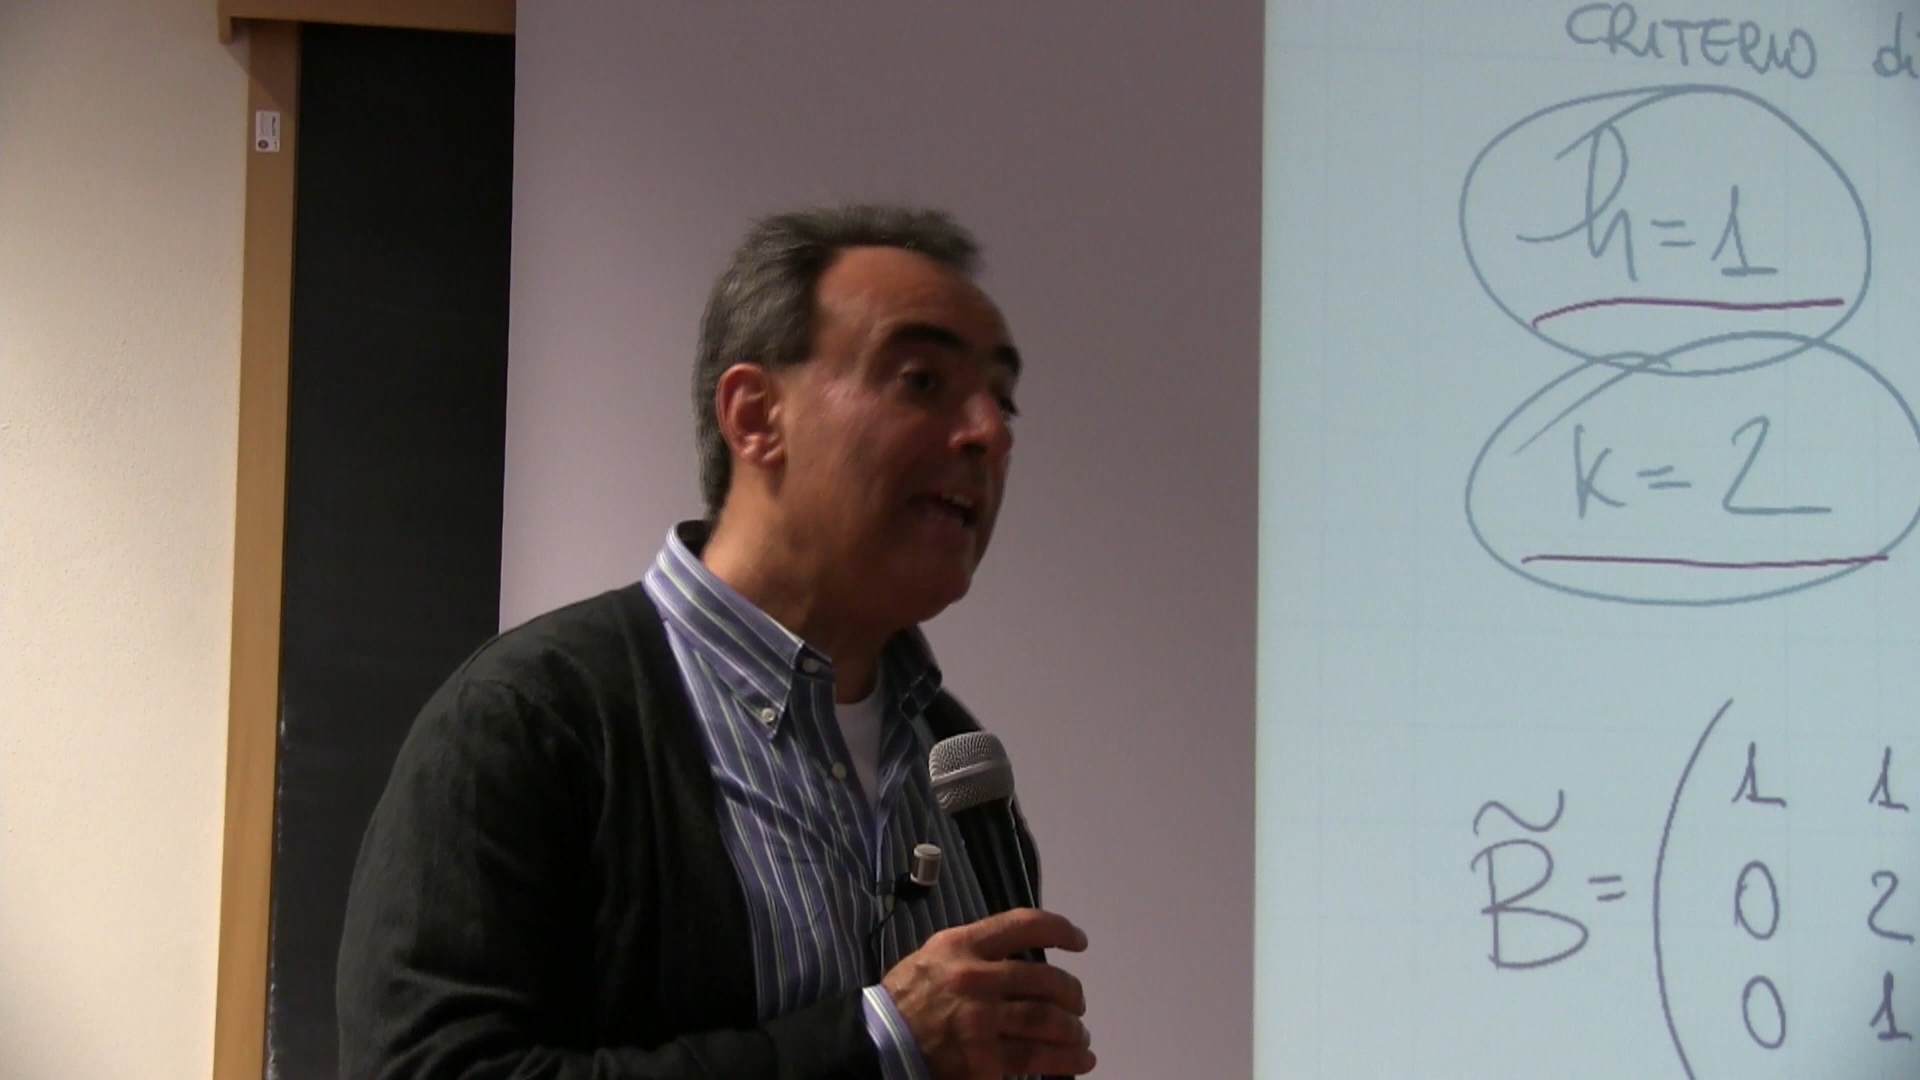 CRITERIO di
h=1
k=2
B̃= ( 1 1
0 2
0 1